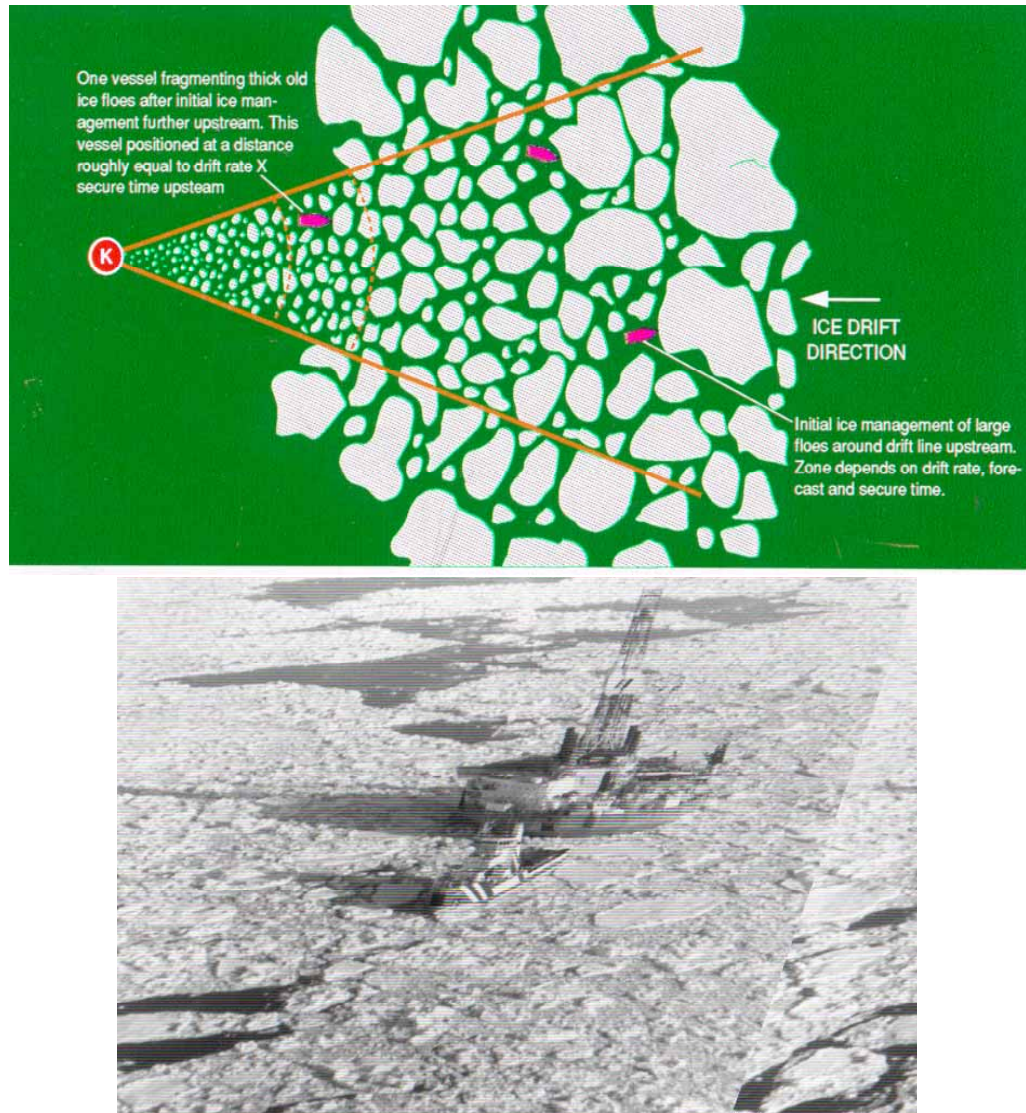 One vessel fragmenting thick old
ice floes after initial ice man-
agement further upstream. This
vessel positioned at a distance
roughly equal to drift rate X
secure time upsteam
K
ICE DRIFT
DIRECTION
Initial ice management of large
floes around drift line upstream.
Zone depends on drift rate, fore-
cast and secure time.